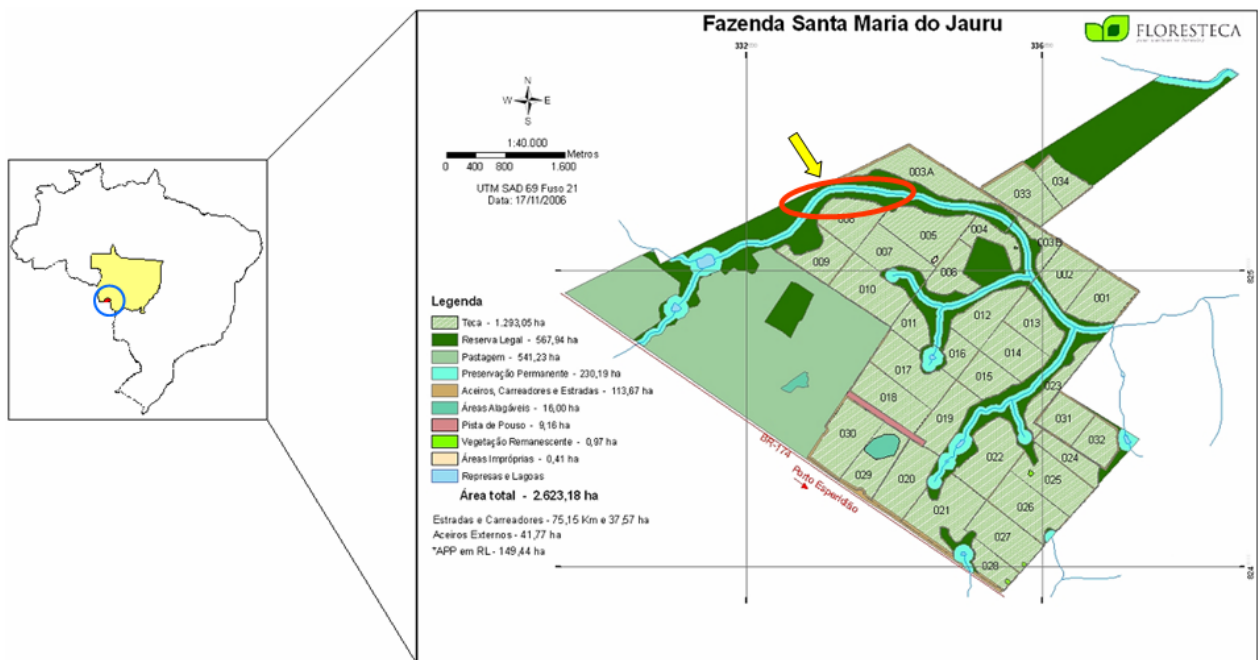 Fazenda Santa Maria do Jauru
FLORESTECA
332
336
N
W E
S
1:40.000
Metros
0 400 800 1.600
UTM SAD 69 Fuso 21
Data: 17/11/2006
003A
033
034
008
005
004
003B
007
006
002
009
010
001
825
011
012
013
016
014
017
015
018
023
019
031
030
032
022
024
029
020
025
021
026
027
028
824
BR-174
Porto Esperidião
Legenda
Teca - 1.293,05 ha
Reserva Legal - 567,94 ha
Pastagem - 541,23 ha
Preservação Permanente - 230,19 ha
Aceiros, Carreadores e Estradas - 113,67 ha
Áreas Alagáveis - 16,00 ha
Pista de Pouso - 9,16 ha
Vegetação Remanescente - 0,97 ha
Áreas Impróprias - 0,41 ha
Represas e Lagoas
Área total - 2.623,18 ha
Estradas e Carreadores - 75,15 Km e 37,57 ha
Aceiros Externos - 41,77 ha
*APP em RL - 149,44 ha